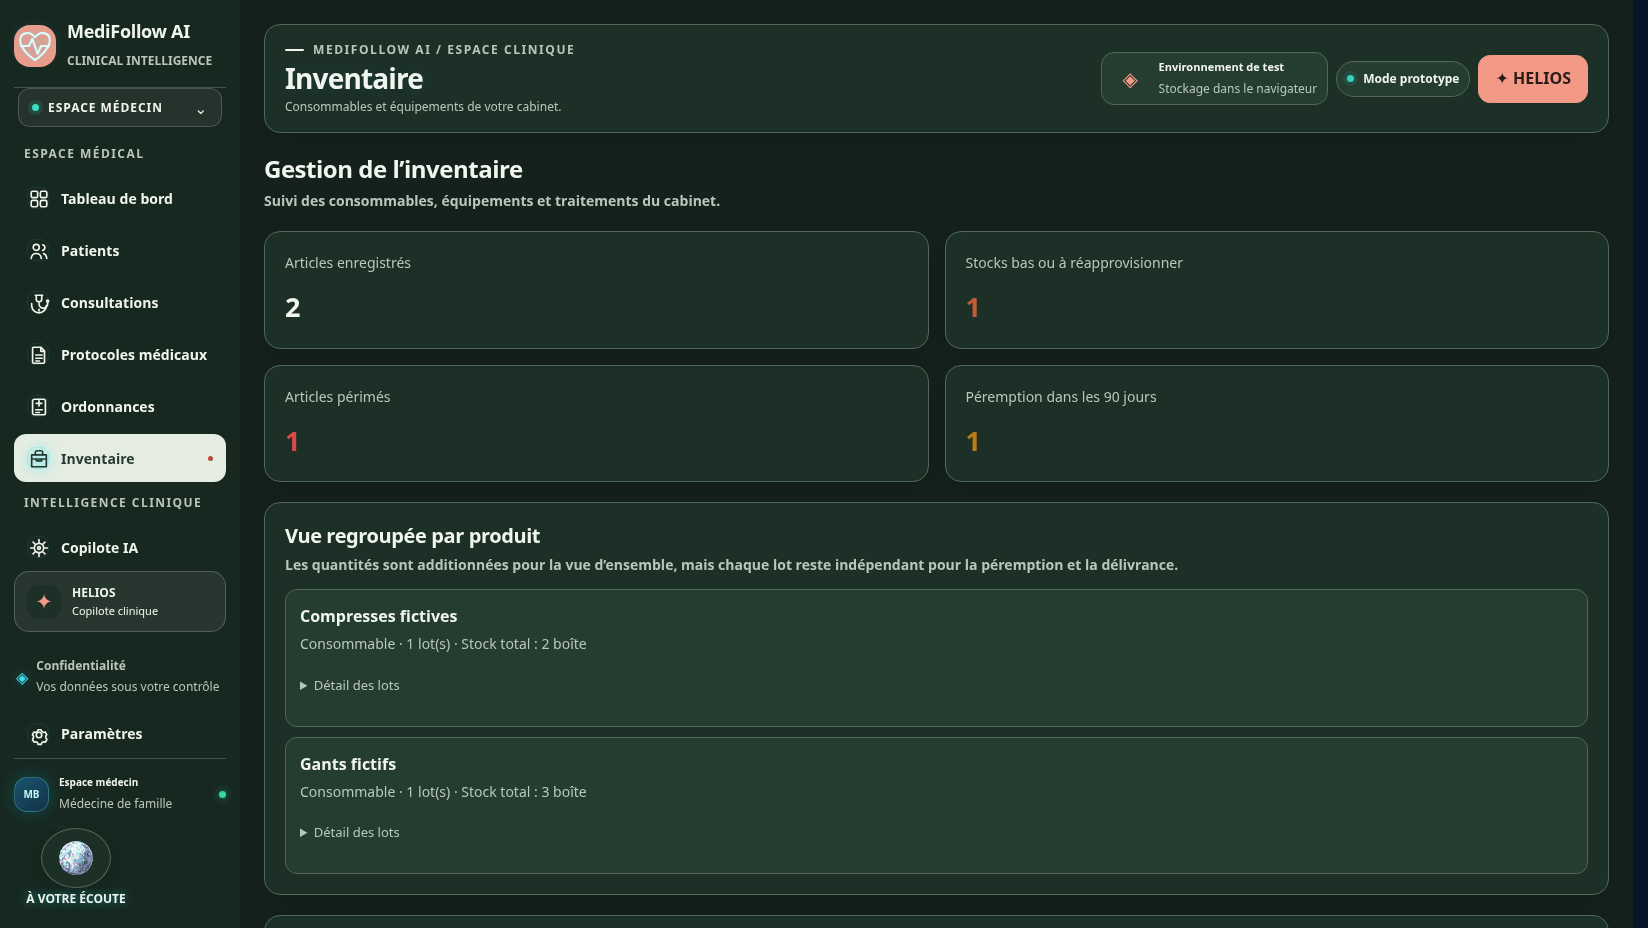 MediFollow AI
CLINICAL INTELLIGENCE
ESPACE MÉDECIN
ESPACE MÉDICAL
Tableau de bord
Patients
Consultations
Protocoles médicaux
Ordonnances
Inventaire
INTELLIGENCE CLINIQUE
Copilote IA
HELIOS
Copilote clinique
Confidentialité
Vos données sous votre contrôle
Paramètres
MB
Espace médecin
Médecine de famille
À VOTRE ÉCOUTE
MEDIFOLLOW AI / ESPACE CLINIQUE
Inventaire
Consommables et équipements de votre cabinet.
Environnement de test
Stockage dans le navigateur
Mode prototype
✦ HELIOS
Gestion de l’inventaire
Suivi des consommables, équipements et traitements du cabinet.
Articles enregistrés
2
Stocks bas ou à réapprovisionner
1
Articles périmés
1
Péremption dans les 90 jours
1
Vue regroupée par produit
Les quantités sont additionnées pour la vue d’ensemble, mais chaque lot reste indépendant pour la péremption et la délivrance.
Compresses fictives
Consommable · 1 lot(s) · Stock total : 2 boîte
Détail des lots
Gants fictifs
Consommable · 1 lot(s) · Stock total : 3 boîte
Détail des lots